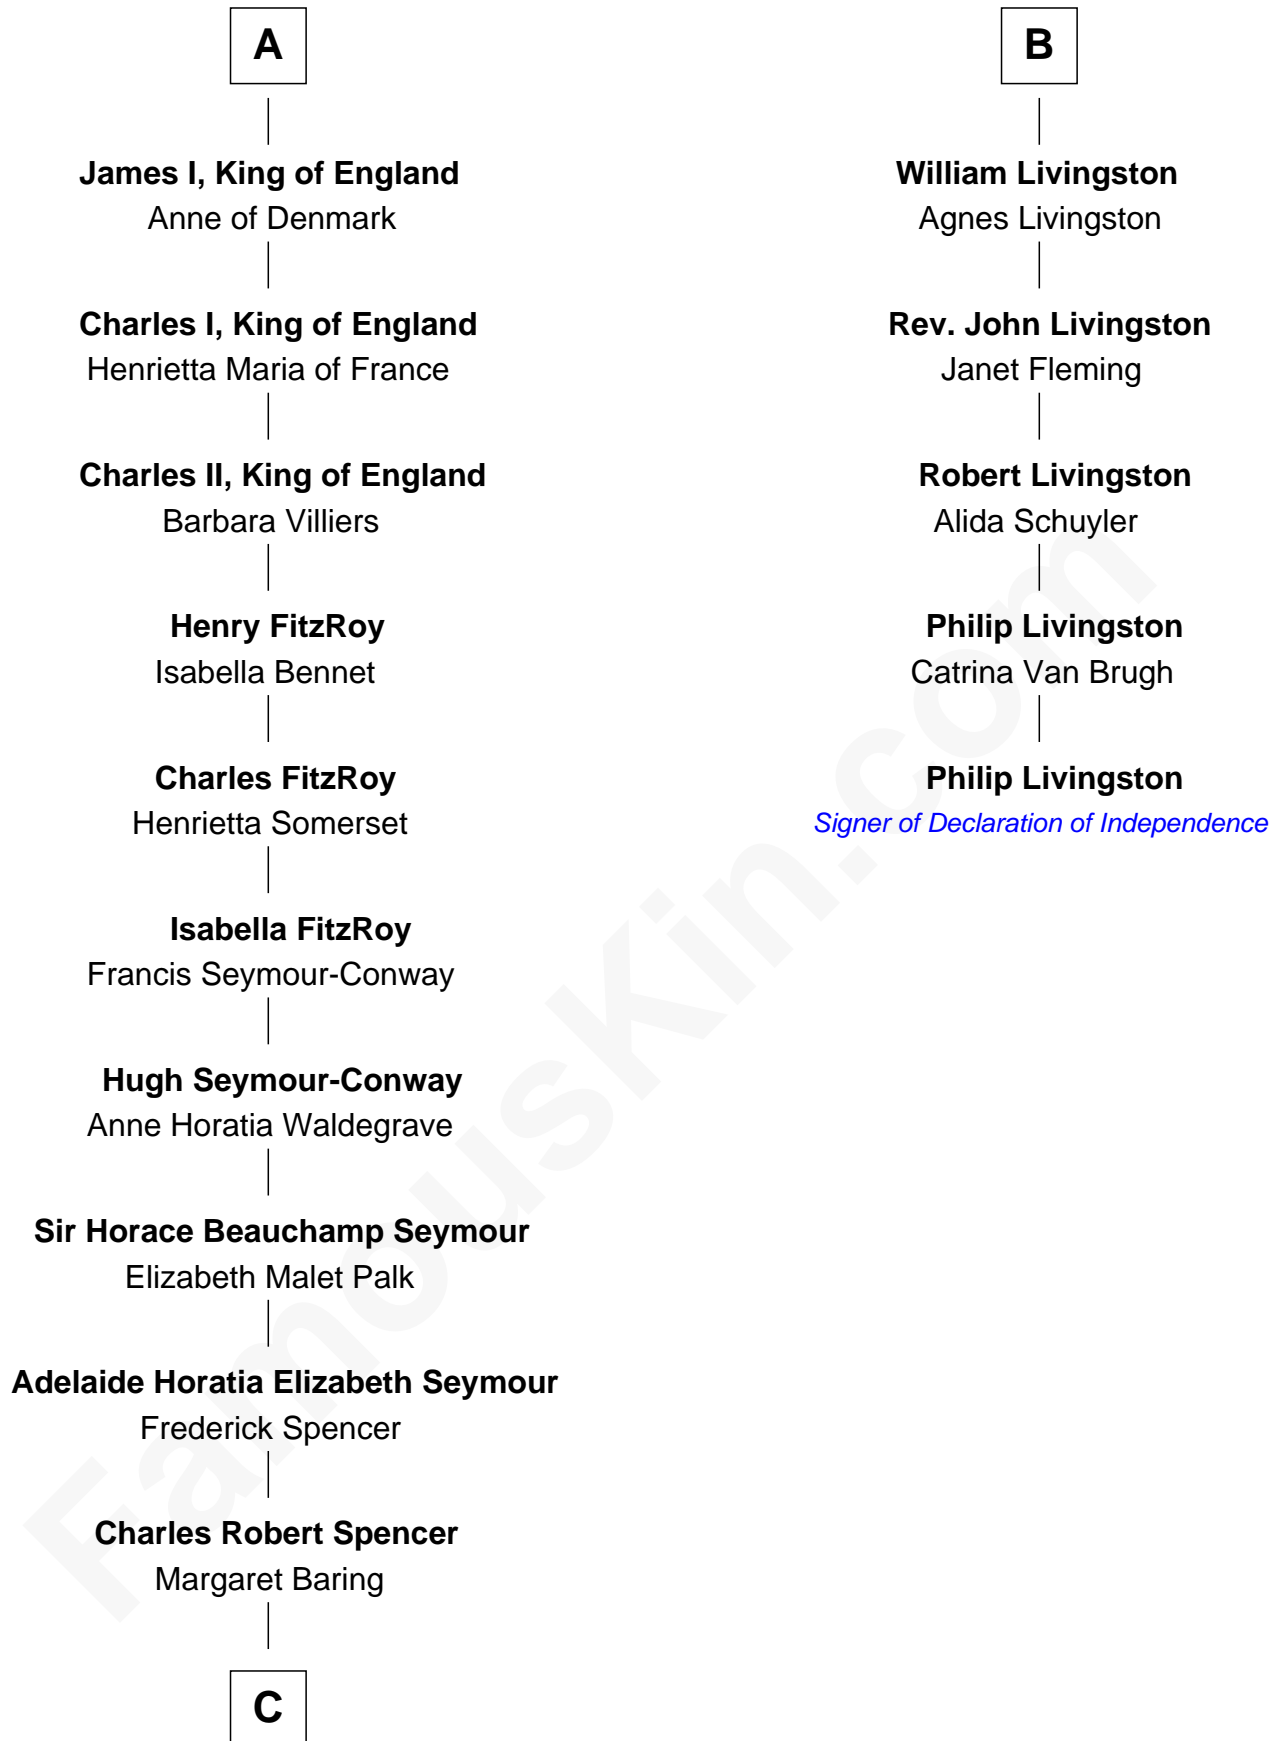 A
James I, King of England
Anne of Denmark
Charles I, King of England
Henrietta Maria of France
Charles II, King of England
Barbara Villiers
Henry FitzRoy
Isabella Bennet
Charles FitzRoy
Henrietta Somerset
Isabella FitzRoy
Francis Seymour-Conway
Hugh Seymour-Conway
Anne Horatia Waldegrave
Sir Horace Beauchamp Seymour
Elizabeth Malet Palk
Adelaide Horatia Elizabeth Seymour
Frederick Spencer
Charles Robert Spencer
Margaret Baring
C
B
William Livingston
Agnes Livingston
Rev. John Livingston
Janet Fleming
Robert Livingston
Alida Schuyler
Philip Livingston
Catrina Van Brugh
Philip Livingston
Signer of Declaration of Independence
FamousKin.com